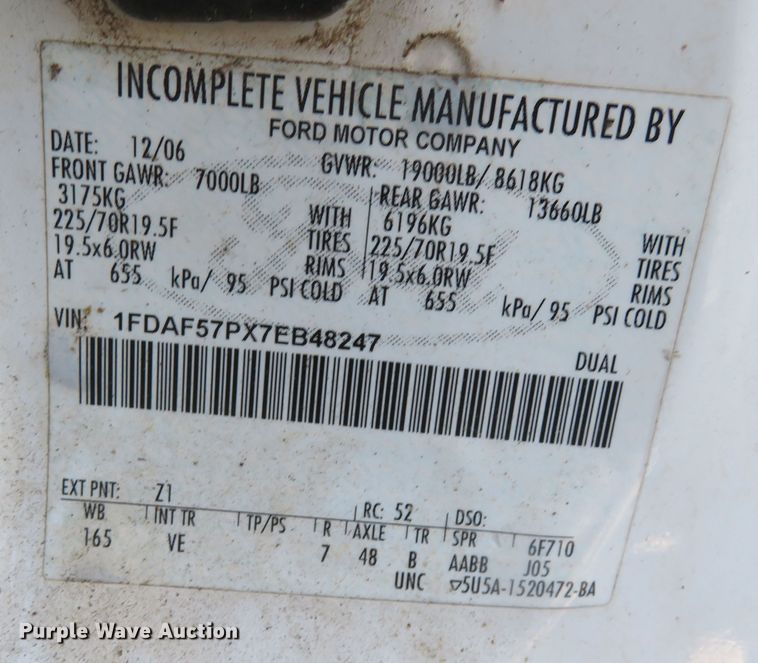 INCOMPLETE VEHICLE MANUFACTURED BY
FORD MOTOR COMPANY
DATE: 12/06 GVWR: 19000LB/ 8618KG
FRONT GAWR: 7000LB REAR GAWR: 13660LB
3175KG WITH 6196KG WITH
225/70R19.5F TIRES 225/70R19.5F TIRES
19.5x6.0RW RIMS 19.5x6.0RW RIMS
AT 655 kPa/ 95 PSI COLD AT 655 kPa/ 95 PSI COLD
VIN: 1FDAF57PX7EB48247
DUAL
EXT PNT: Z1 RC: 52 DSO:
WB INT TR TP/PS R AXLE TR SPR 6F710
165 VE 7 48 B AABB J05
UNC ▽5U5A-1520472-BA
Purple Wave Auction